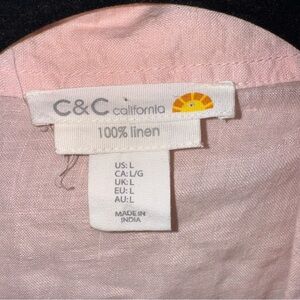 C&C california
100% linen
US: L
CA: L/G
UK: L
EU: L
AU: L
MADE IN
INDIA